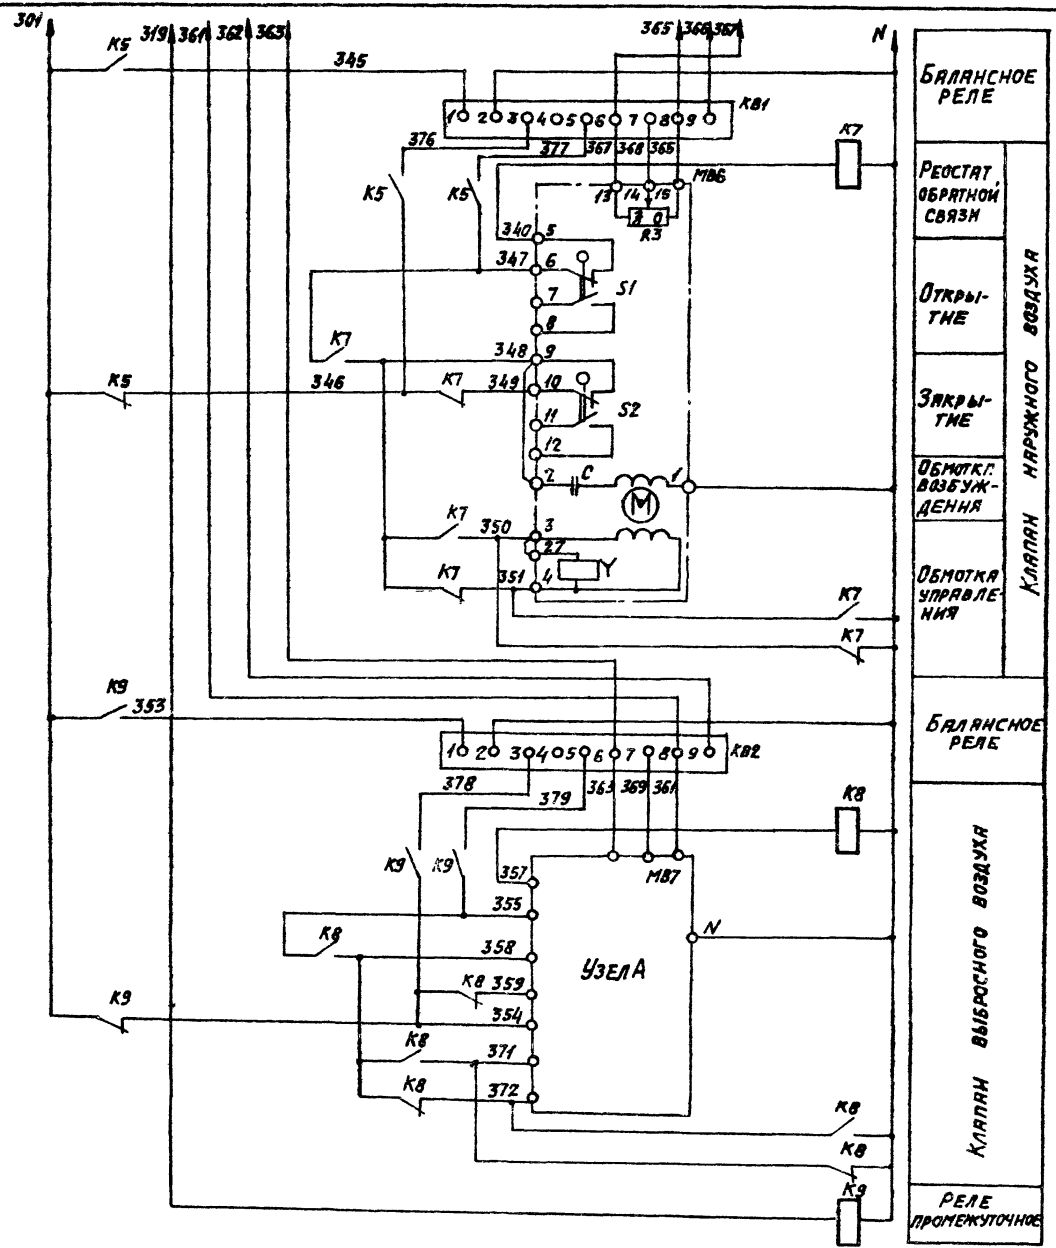 301 319 361 362 363 365 366 367 N
К5 345
БАЛАНСНОЕ
РЕЛЕ
1 2 3 4 5 6 7 8 9 КВ1
376 377 367 368 365 К7
К5 К5 13 14 15 МВ6
РЕОСТАТ
ОБРАТНОЙ
СВЯЗИ
R3
340 5
347 6
7 S1
8
ОТКРЫ-
ТИЕ
К7 348 9
К5 346 К7 349 10
11 S2
12
ЗАКРЫ-
ТИЕ
2 С 1
М
ВОЗБУЖ-
ДЕНИЯ
К7 350 3
27
К7 351 4 Y
ОБМОТКА
УПРАВЛЕ-
НИЯ
К7
К7
КЛАПАН НАРУЖНОГО ВОЗДУХА
К9 353
БАЛАНСНОЕ
РЕЛЕ
1 2 3 4 5 6 7 8 9 КВ2
378 379 363 369 361 К8
К9 К9 357 МВ7
355 N
К8 358
УЗЕЛ А
К8 359
К9 354
К8 371
К8 372
К8
К8
КЛАПАН ВЫБРОСНОГО ВОЗДУХА
К9
РЕЛЕ
ПРОМЕЖУТОЧНОЕ